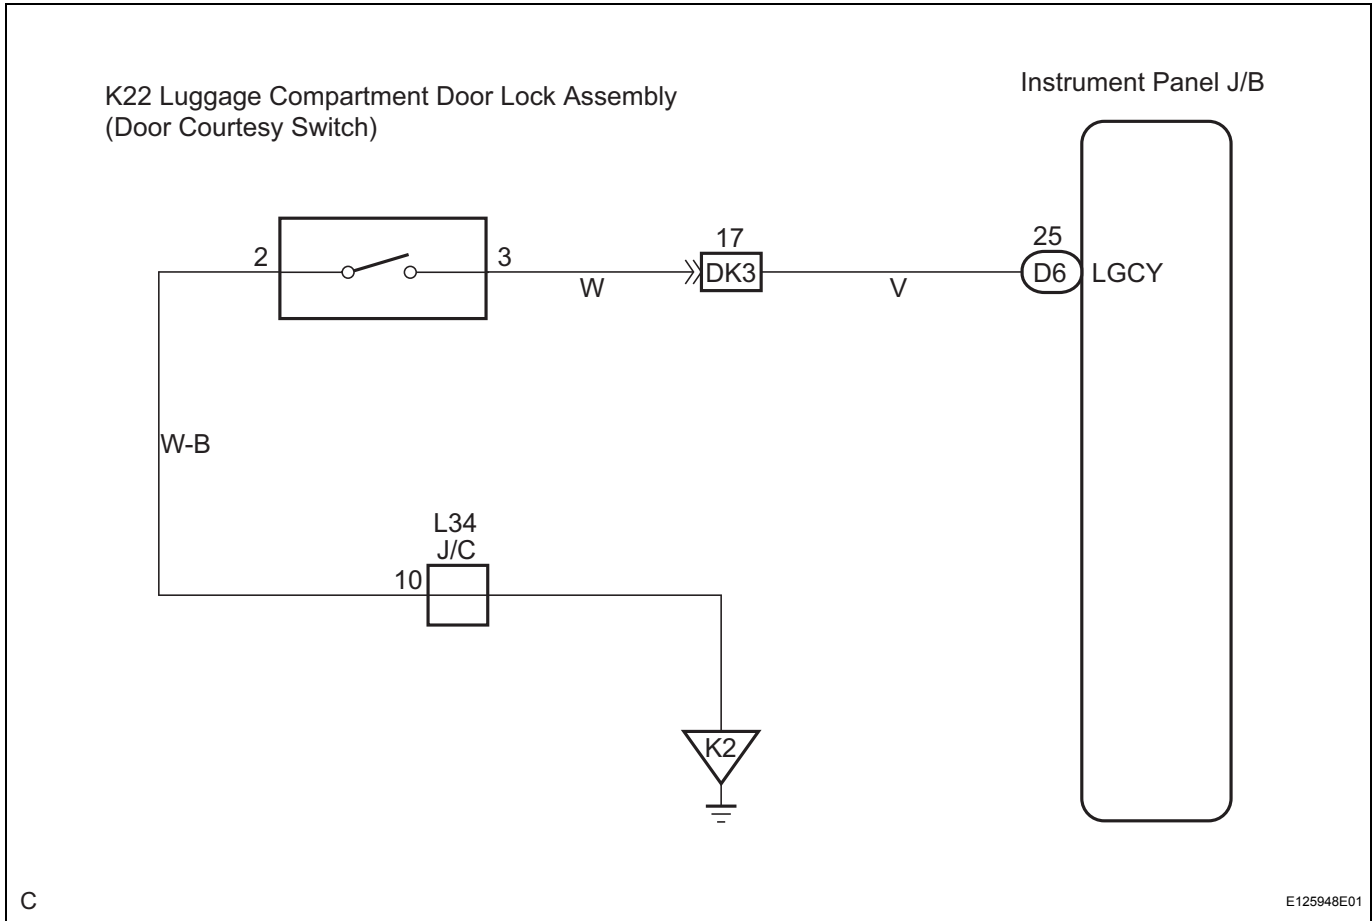 K22 Luggage Compartment Door Lock Assembly
(Door Courtesy Switch)
Instrument Panel J/B
2
3
W
17
DK3
V
25
D6
LGCY
W-B
L34
J/C
10
K2
C
E125948E01